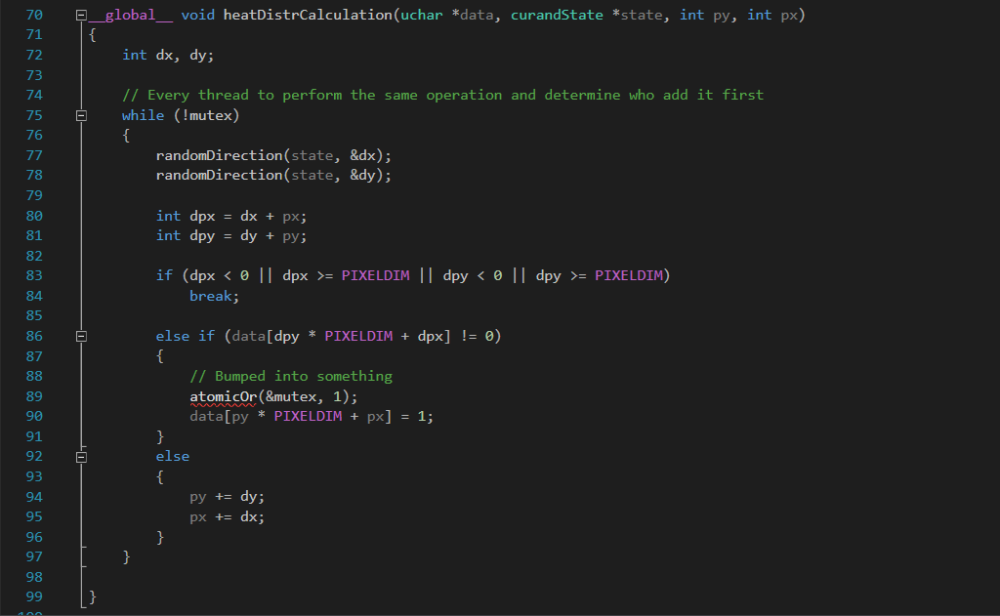 70 __global__ void heatDistrCalculation(uchar *data, curandState *state, int py, int px)
71 {
72     int dx, dy;
73
74     // Every thread to perform the same operation and determine who add it first
75     while (!mutex)
76     {
77         randomDirection(state, &dx);
78         randomDirection(state, &dy);
79
80         int dpx = dx + px;
81         int dpy = dy + py;
82
83         if (dpx < 0 || dpx >= PIXELDIM || dpy < 0 || dpy >= PIXELDIM)
84             break;
85
86         else if (data[dpy * PIXELDIM + dpx] != 0)
87         {
88             // Bumped into something
89             atomicOr(&mutex, 1);
90             data[py * PIXELDIM + px] = 1;
91         }
92         else
93         {
94             py += dy;
95             px += dx;
96         }
97     }
98
99 }